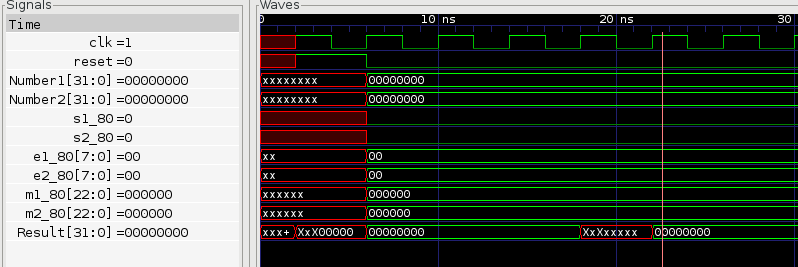 Signals
Time
clk =1
reset =0
Number1[31:0] =00000000
Number2[31:0] =00000000
s1_80 =0
s2_80 =0
e1_80[7:0] =00
e2_80[7:0] =00
m1_80[22:0] =000000
m2_80[22:0] =000000
Result[31:0] =00000000
Waves
0 10 ns 20 ns 30
xxxxxxxx 00000000
xxxxxxxx 00000000
xx 00
xx 00
xxxxxx 000000
xxxxxx 000000
xxx+ XxX00000 00000000 XxXxxxxx 00000000